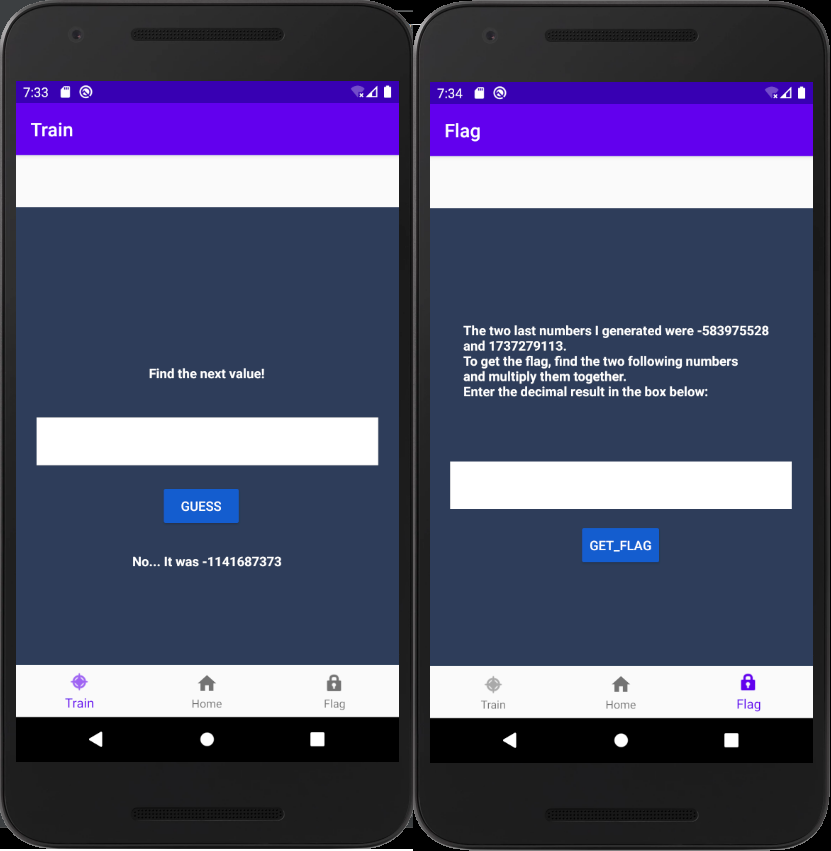 7:33
Train
Find the next value!
GUESS
No... It was -1141687373
Train
Home
Flag
7:34
Flag
The two last numbers I generated were -583975528
and 1737279113.
To get the flag, find the two following numbers
and multiply them together.
Enter the decimal result in the box below:
GET_FLAG
Train
Home
Flag